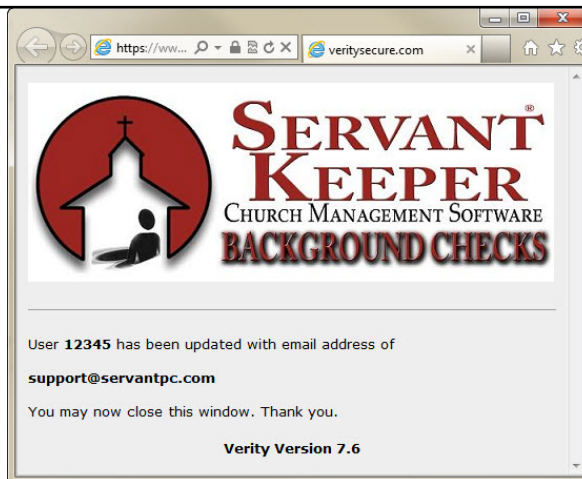 https://ww...
veritysecure.com
SERVANT®
KEEPER
CHURCH MANAGEMENT SOFTWARE
BACKGROUND CHECKS
User 12345 has been updated with email address of
support@servantpc.com
You may now close this window. Thank you.
Verity Version 7.6